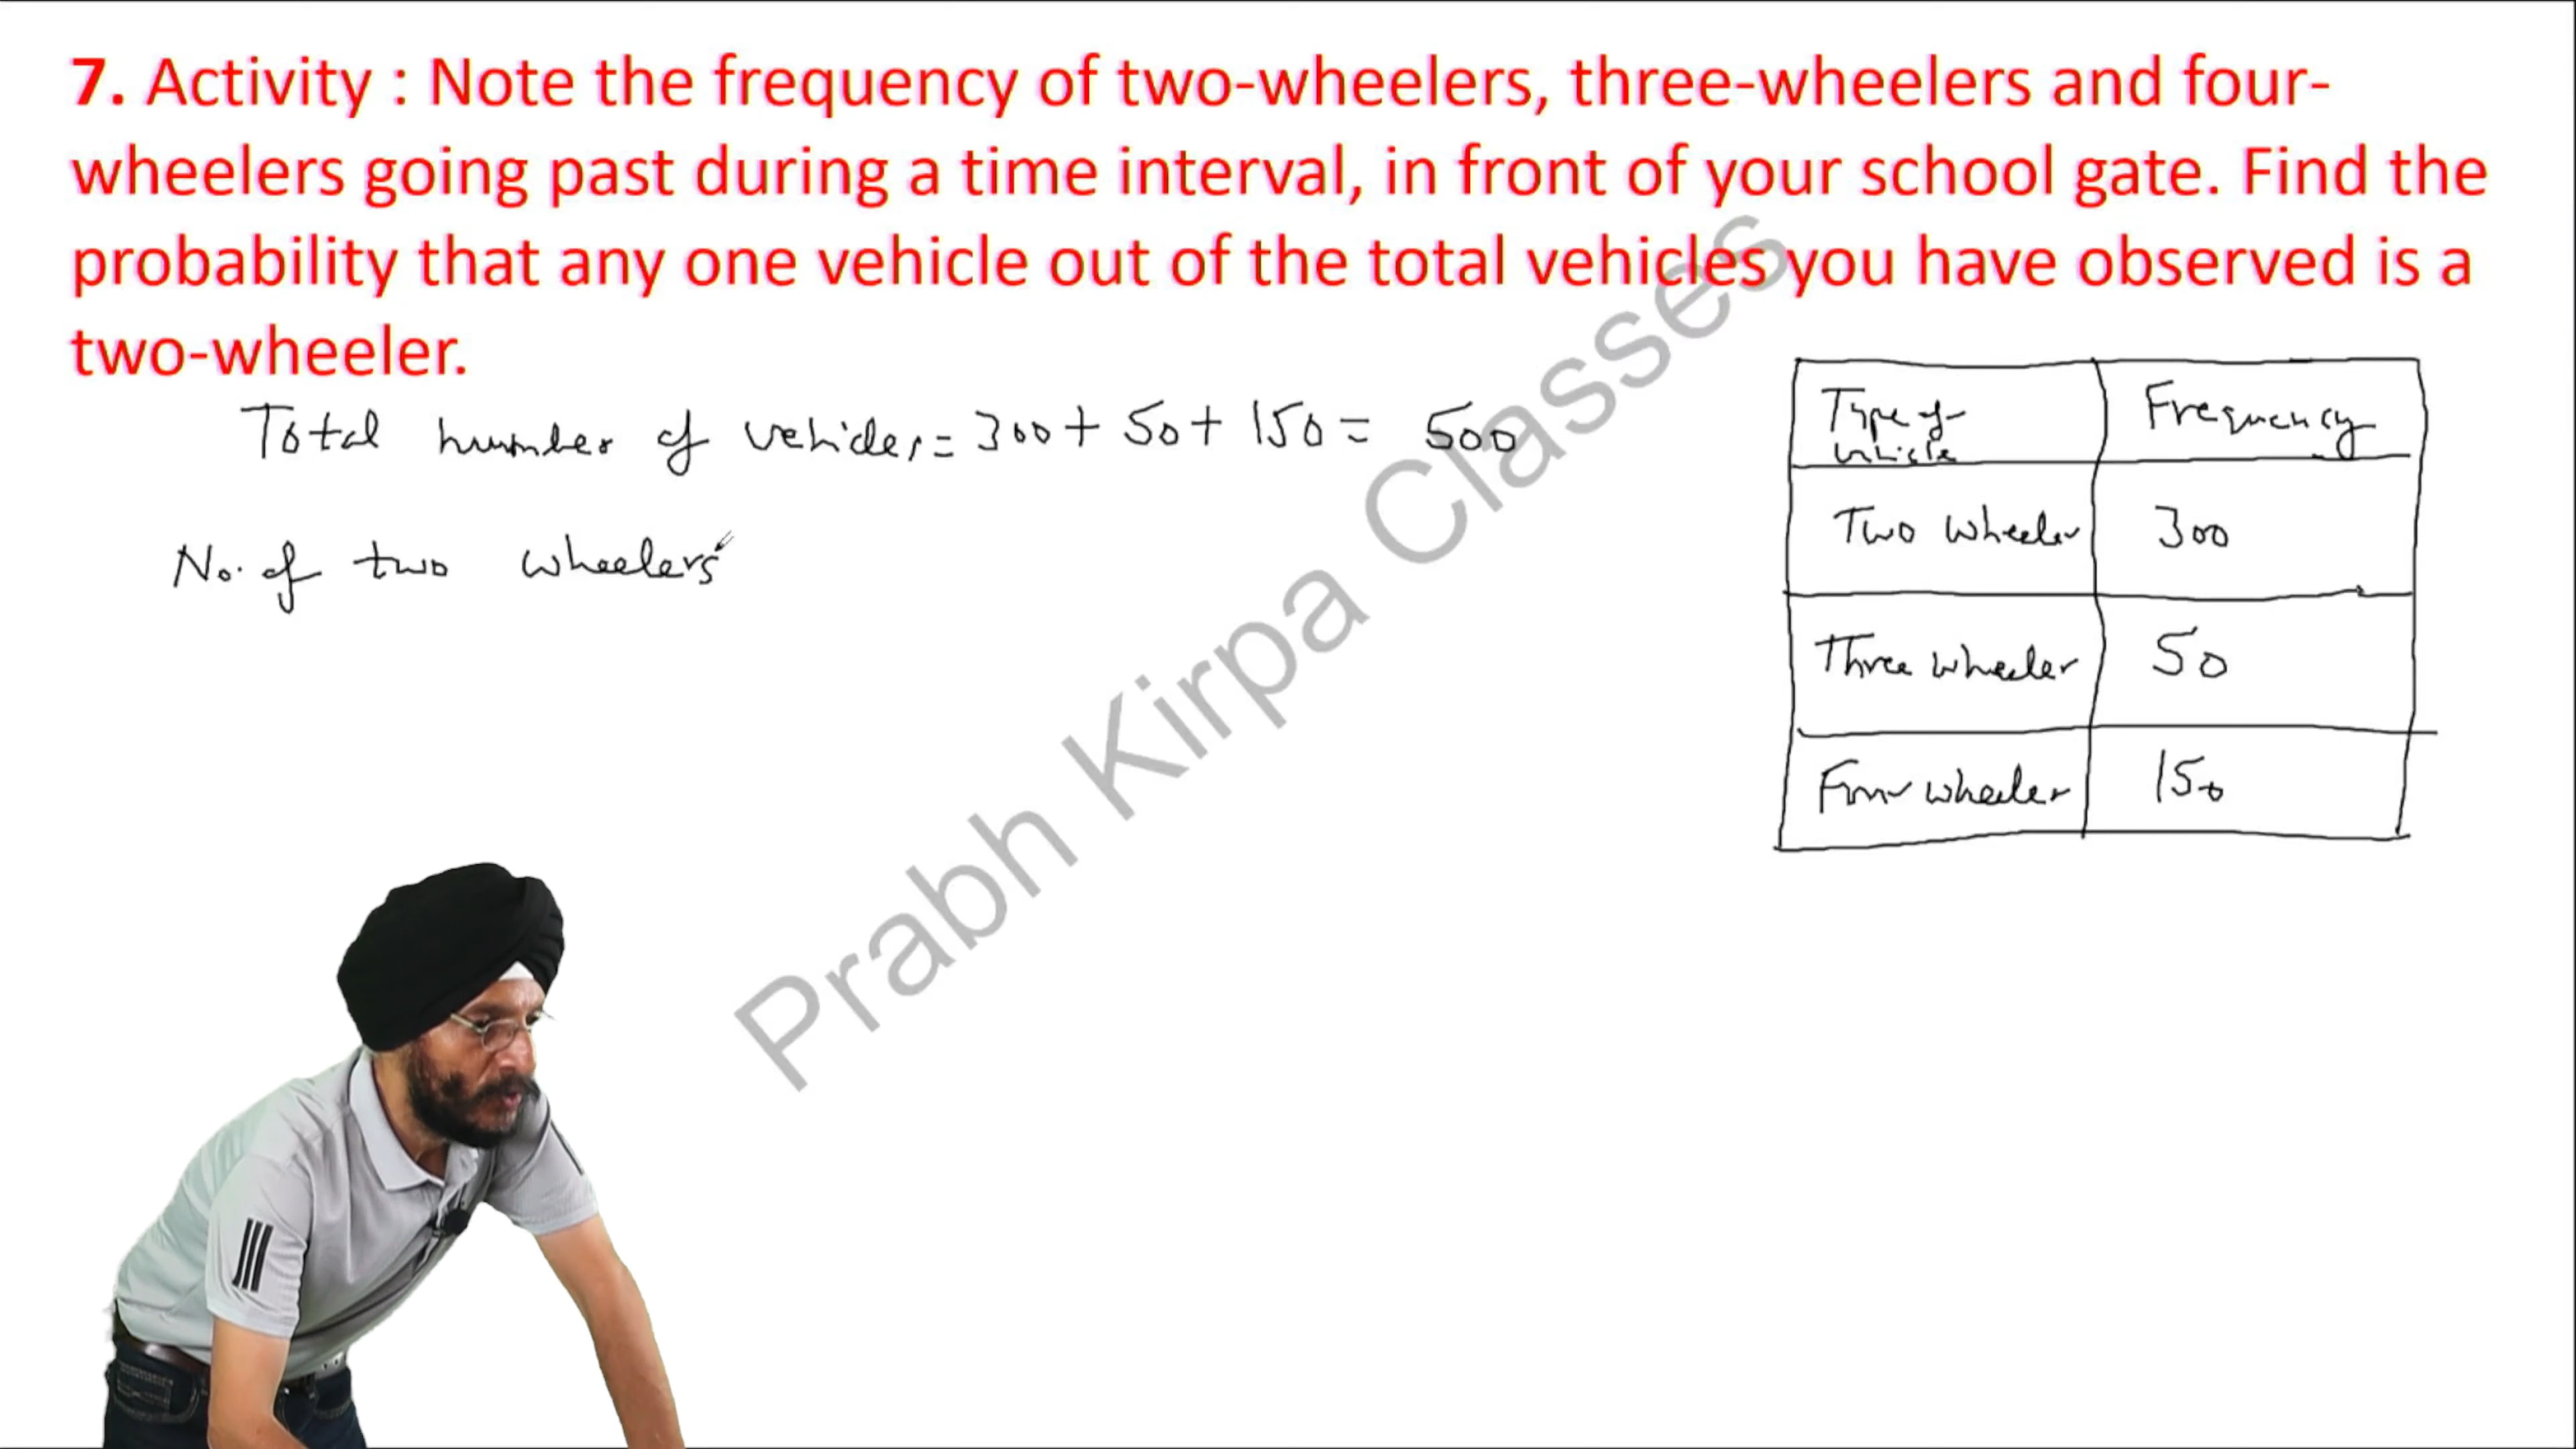 7. Activity : Note the frequency of two-wheelers, three-wheelers and four-
wheelers going past during a time interval, in front of your school gate. Find the
probability that any one vehicle out of the total vehicles you have observed is a
two-wheeler.
Total number of vehicles = 300 + 50 + 150 = 500
No. of two wheelers
Type of Vehicle Frequency
Two wheeler 300
Three wheeler 50
Four wheeler 150
Prabh Kirpa Classes